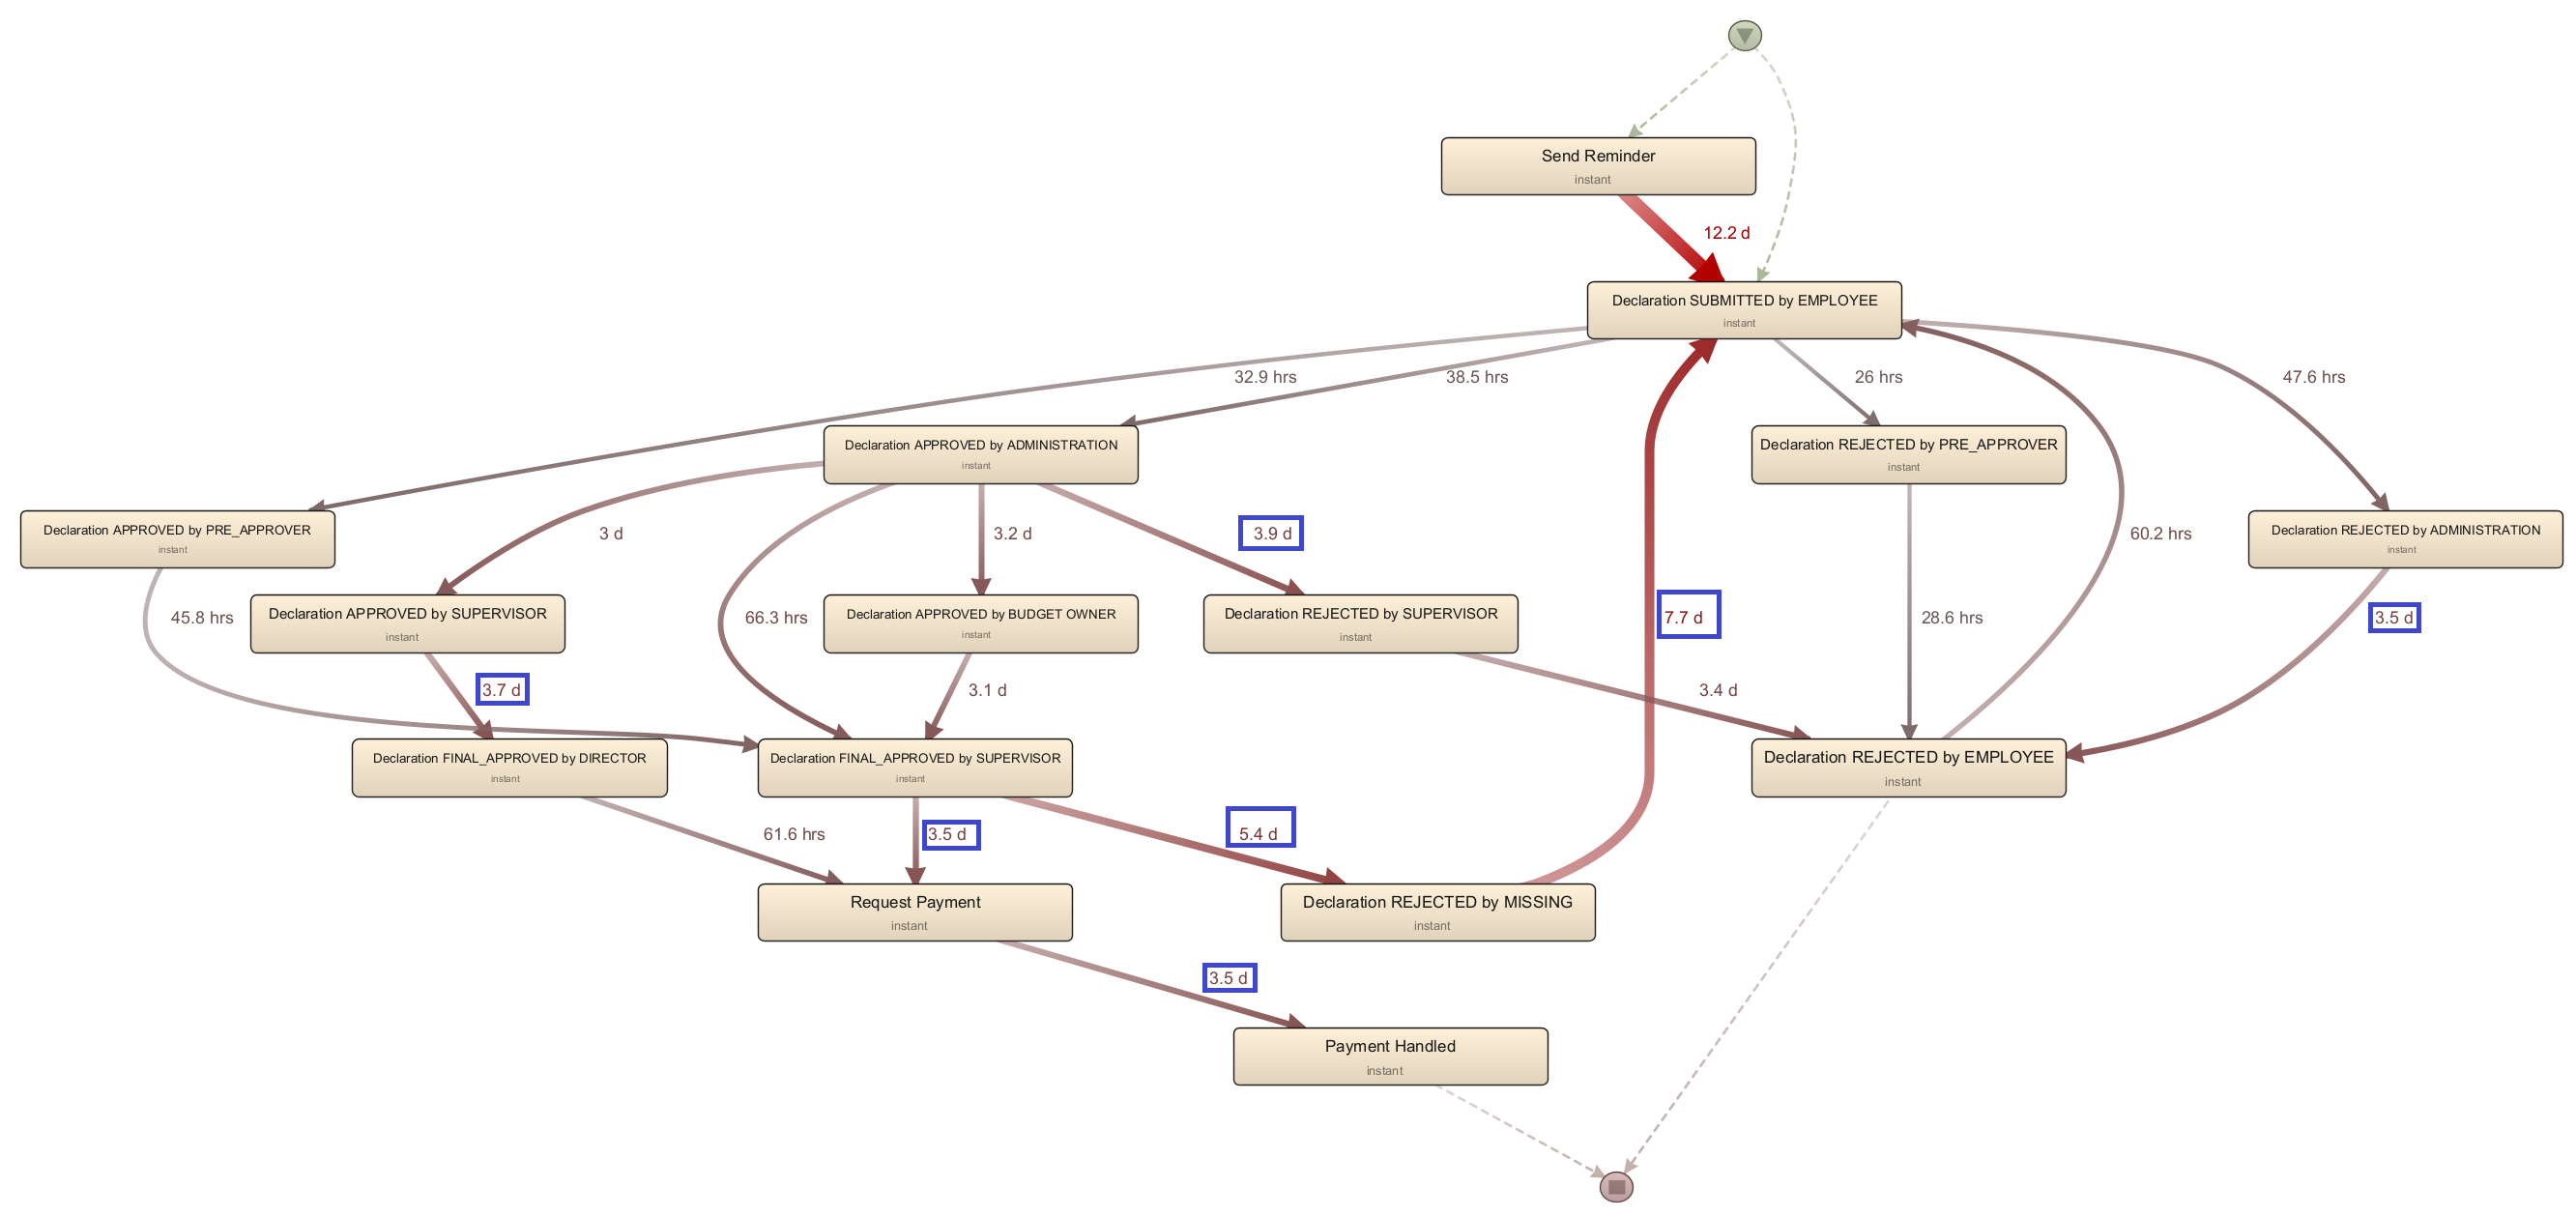 Send Reminder
instant
12.2 d
Declaration SUBMITTED by EMPLOYEE
instant
32.9 hrs
38.5 hrs
26 hrs
47.6 hrs
Declaration APPROVED by ADMINISTRATION
instant
Declaration REJECTED by PRE_APPROVER
instant
Declaration APPROVED by PRE_APPROVER
instant
3 d
3.2 d
3.9 d
60.2 hrs
Declaration REJECTED by ADMINISTRATION
instant
45.8 hrs
Declaration APPROVED by SUPERVISOR
instant
66.3 hrs
Declaration APPROVED by BUDGET OWNER
instant
Declaration REJECTED by SUPERVISOR
instant
7.7 d
28.6 hrs
3.5 d
3.7 d
3.1 d
3.4 d
Declaration FINAL_APPROVED by DIRECTOR
instant
Declaration FINAL_APPROVED by SUPERVISOR
instant
Declaration REJECTED by EMPLOYEE
instant
61.6 hrs
3.5 d
5.4 d
Request Payment
instant
Declaration REJECTED by MISSING
instant
3.5 d
Payment Handled
instant